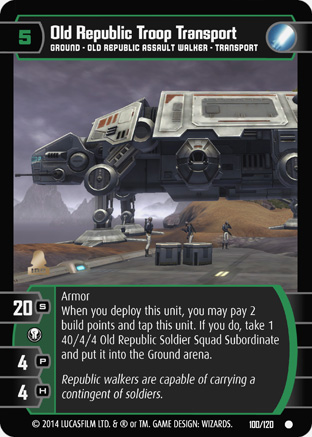 5
Old Republic Troop Transport
GROUND - OLD REPUBLIC ASSAULT WALKER - TRANSPORT
20 S
4 P
4 H
Armor
When you deploy this unit, you may pay 2
build points and tap this unit. If you do, take 1
40/4/4 Old Republic Soldier Squad Subordinate
and put it into the Ground arena.
Republic walkers are capable of carrying a
contingent of soldiers.
© 2014 LUCASFILM LTD. & ® or TM. GAME DESIGN: WIZARDS.
100/120